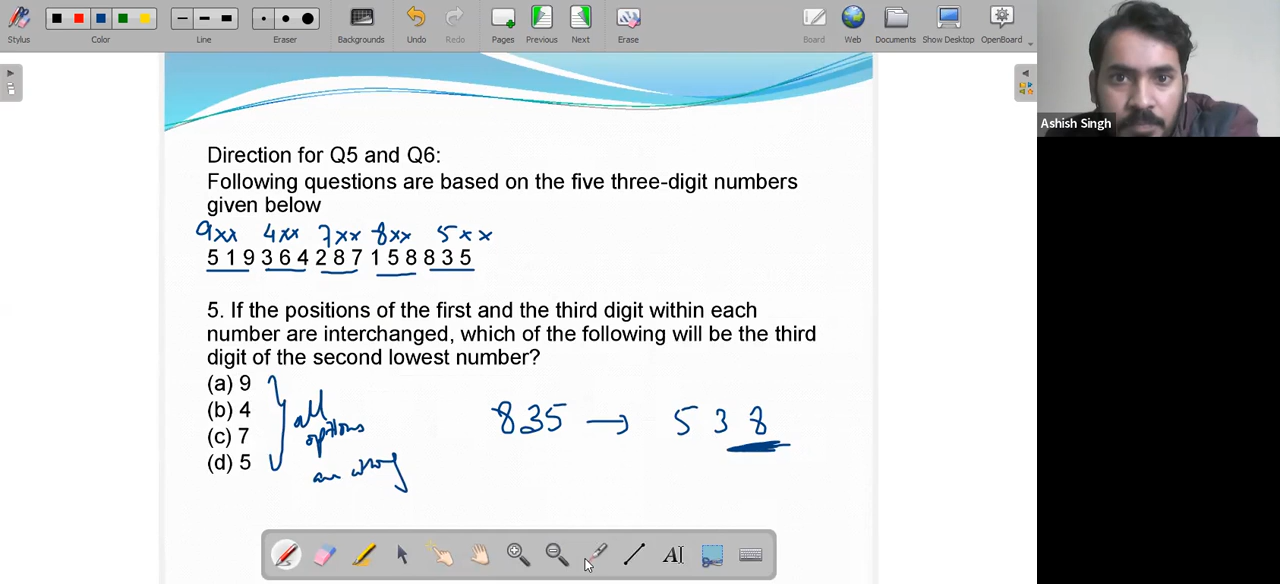 Stylus
Color
Line
Eraser
Backgrounds
Undo
Redo
Pages
Previous
Next
Erase
Board
Web
Documents
Show Desktop
OpenBoard
Ashish Singh
Direction for Q5 and Q6:
Following questions are based on the five three-digit numbers
given below
9xx 4xx 7xx 8xx 5xx
5 1 9 3 6 4 2 8 7 1 5 8 8 3 5
5. If the positions of the first and the third digit within each
number are interchanged, which of the following will be the third
digit of the second lowest number?
(a) 9
(b) 4
(c) 7
(d) 5
all
options
are wrong
835 → 5 3 8